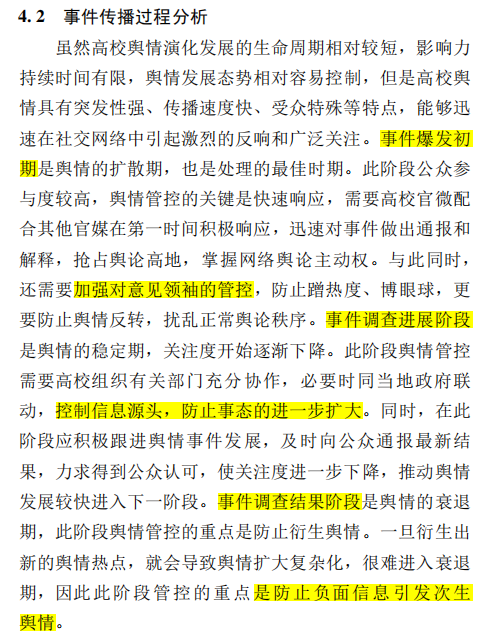 4. 2 事件传播过程分析
虽然高校舆情演化发展的生命周期相对较短，影响力
持续时间有限，舆情发展态势相对容易控制，但是高校舆
情具有突发性强、传播速度快、受众特殊等特点，能够迅
速在社交网络中引起激烈的反响和广泛关注。事件爆发初
期是舆情的扩散期，也是处理的最佳时期。此阶段公众参
与度较高，舆情管控的关键是快速响应，需要高校官微配
合其他官媒在第一时间积极响应，迅速对事件做出通报和
解释，抢占舆论高地，掌握网络舆论主动权。与此同时，
还需要加强对意见领袖的管控，防止蹭热度、博眼球，更
要防止舆情反转，扰乱正常舆论秩序。事件调查进展阶段
是舆情的稳定期，关注度开始逐渐下降。此阶段舆情管控
需要高校组织有关部门充分协作，必要时同当地政府联
动，控制信息源头，防止事态的进一步扩大。同时，在此
阶段应积极跟进舆情事件发展，及时向公众通报最新结
果，力求得到公众认可，使关注度进一步下降，推动舆情
发展较快进入下一阶段。事件调查结果阶段是舆情的衰退
期，此阶段舆情管控的重点是防止衍生舆情。一旦衍生出
新的舆情热点，就会导致舆情扩大复杂化，很难进入衰退
期，因此此阶段管控的重点是防止负面信息引发次生
舆情。